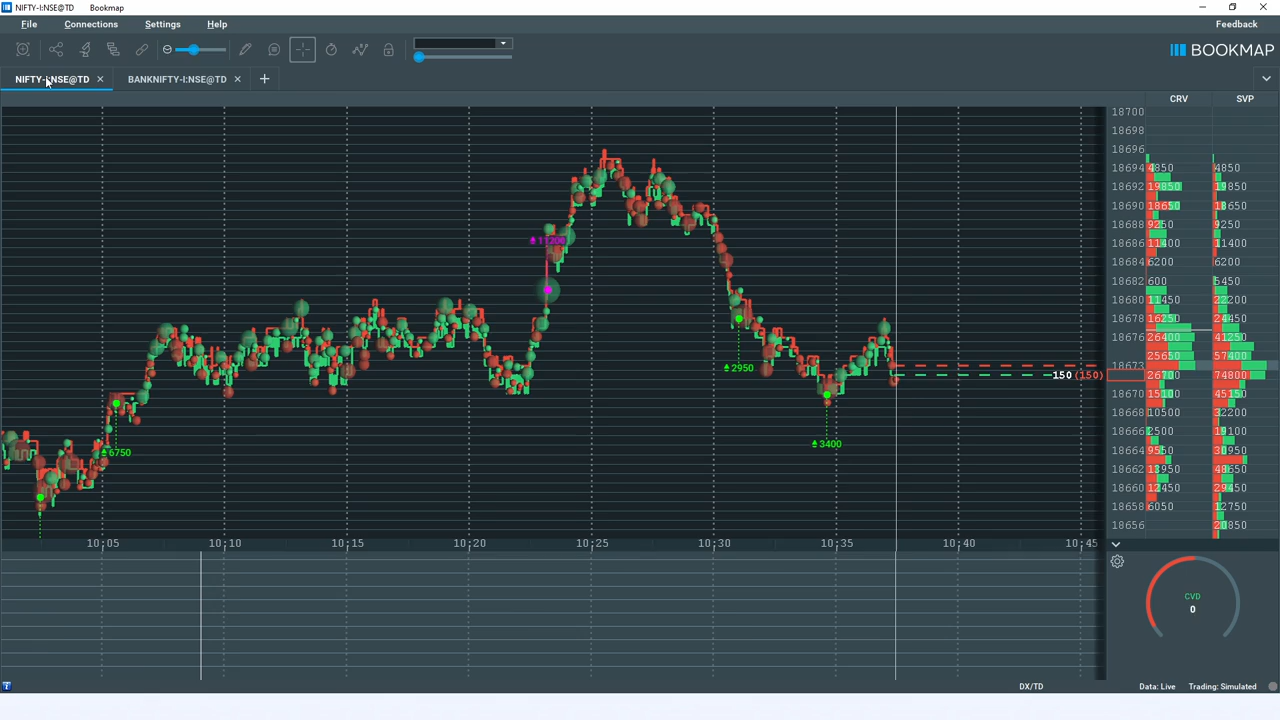 NIFTY-I:NSE@TD Bookmap
File Connections Settings Help Feedback
BOOKMAP
NIFTY-I:NSE@TD BANKNIFTY-I:NSE@TD
CRV SVP
18700
18698
18696
18694 4850 4850
18692 19850 19850
18690 18650 18650
18688 9250 9250
18686 11400 11400
18684 6200 6200
18682 600 5450
18680 11450 22200
18678 16250 24450
18676 26400 41250
25650 57400
18673
26700 74800
18670 15100 45150
18668 10500 32200
18666 2500 19100
18664 9550 30950
18662 13950 48650
18660 12450 29450
18658 6050 12750
18656 20850
11200
2950
150 (150)
3400
6750
10:05 10:10 10:15 10:20 10:25 10:30 10:35 10:40 10:45
CVD
0
DX/TD Data: Live Trading: Simulated